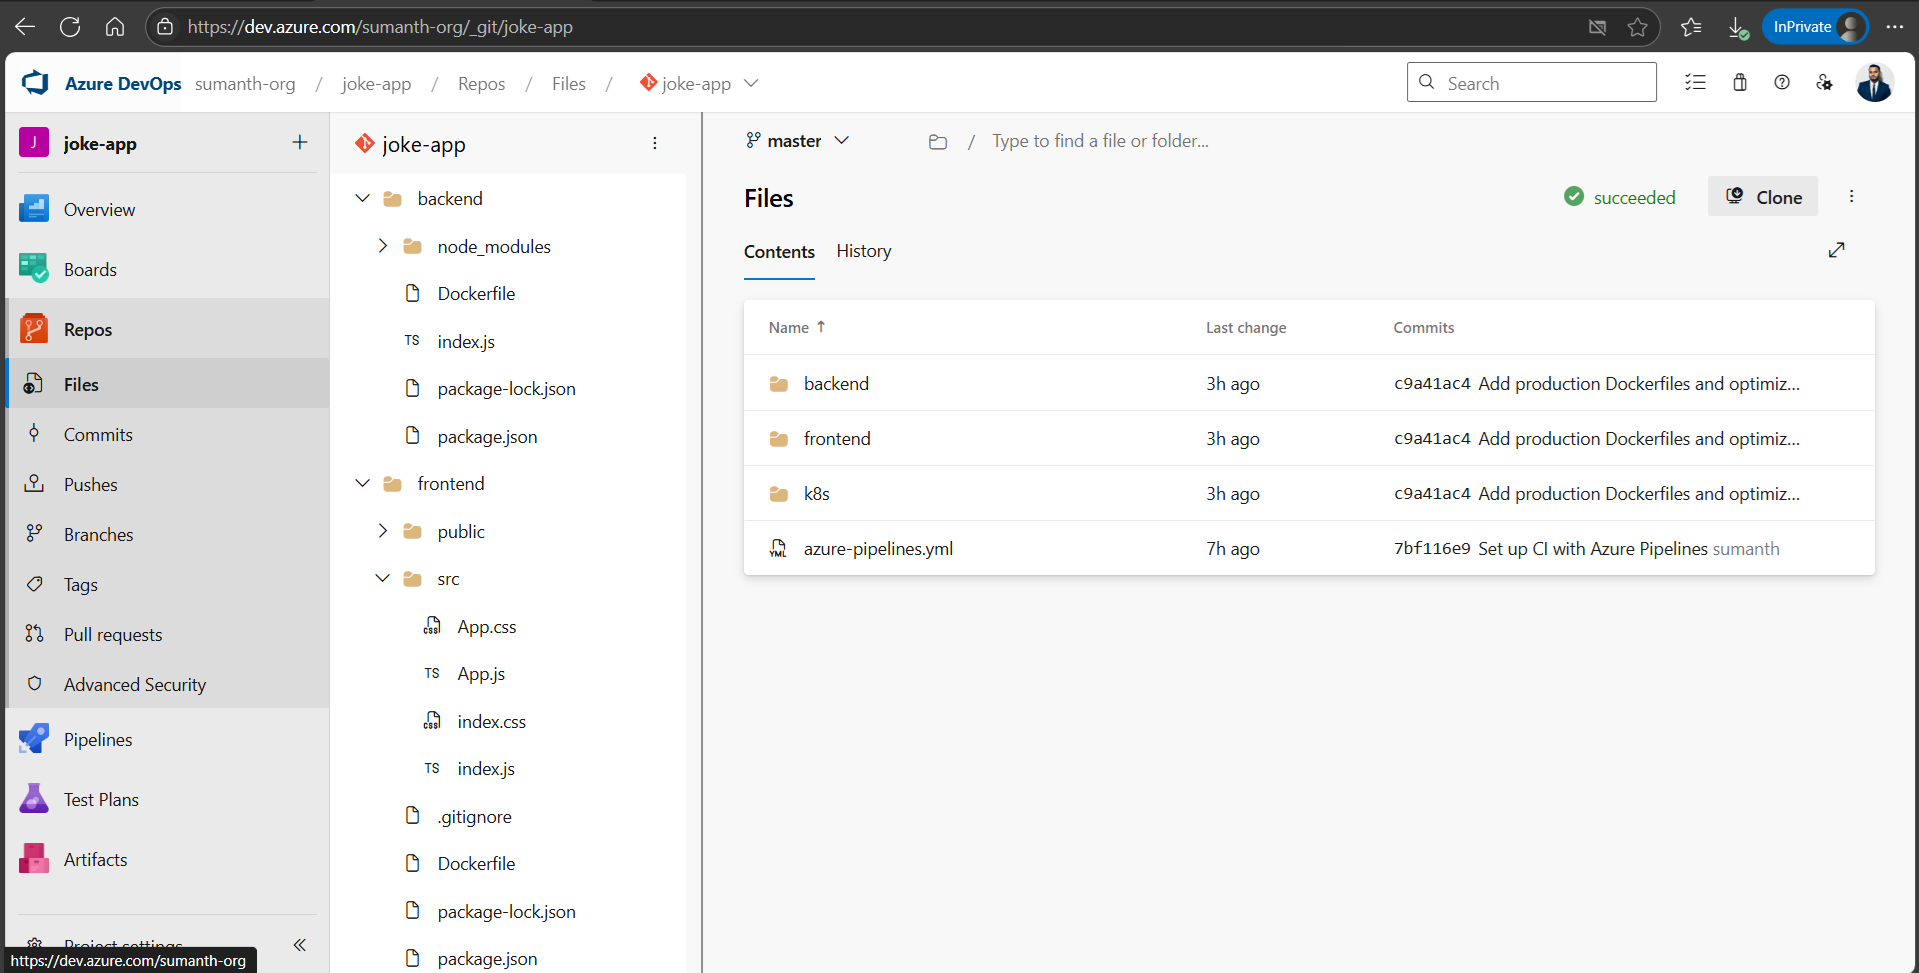 https://dev.azure.com/sumanth-org/_git/joke-app
InPrivate
Azure DevOps sumanth-org / joke-app / Repos / Files / joke-app
Search
J joke-app
Overview
Boards
Repos
Files
Commits
Pushes
Branches
Tags
Pull requests
Advanced Security
Pipelines
Test Plans
Artifacts
Project settings
https://dev.azure.com/sumanth-org
joke-app
backend
node_modules
Dockerfile
TS index.js
package-lock.json
package.json
frontend
public
src
css App.css
TS App.js
css index.css
TS index.js
.gitignore
Dockerfile
package-lock.json
package.json
master
/ Type to find a file or folder...
Files
succeeded
Clone
Contents History
Name Last change Commits
backend 3h ago c9a41ac4 Add production Dockerfiles and optimiz...
frontend 3h ago c9a41ac4 Add production Dockerfiles and optimiz...
k8s 3h ago c9a41ac4 Add production Dockerfiles and optimiz...
YML azure-pipelines.yml 7h ago 7bf116e9 Set up CI with Azure Pipelines sumanth